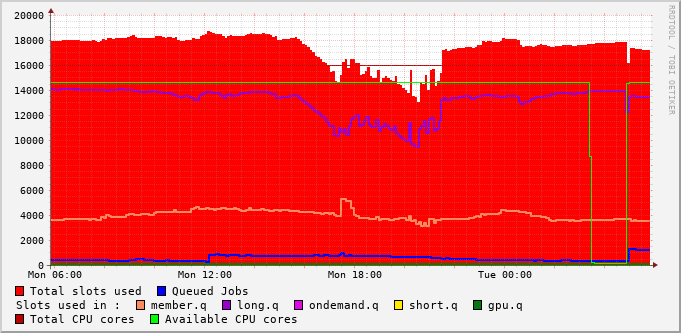 RRDTOOL / TOBI OETIKER
20000
18000
16000
14000
12000
10000
8000
6000
4000
2000
0
Mon 06:00 Mon 12:00 Mon 18:00 Tue 00:00
Total slots used Queued Jobs
Slots used in : member.q long.q ondemand.q short.q gpu.q
Total CPU cores Available CPU cores